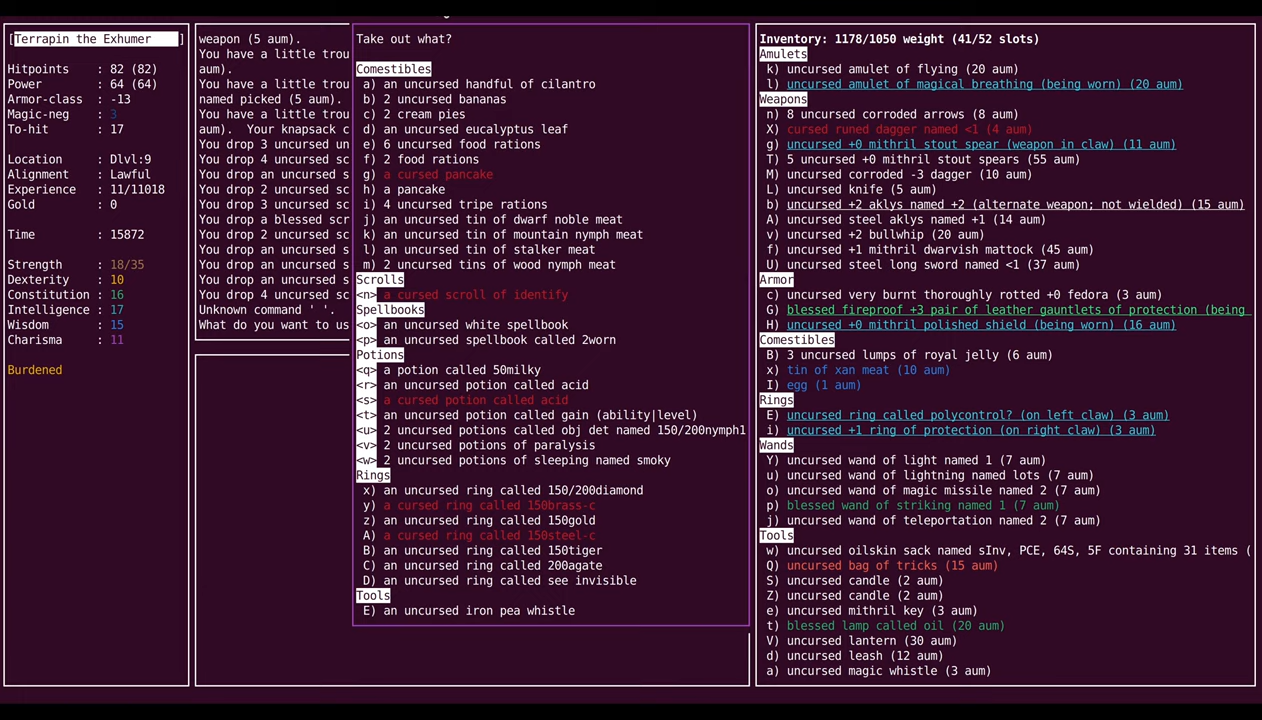 [Terrapin the Exhumer ]
Hitpoints : 82 (82)
Power : 64 (64)
Armor-class : -13
Magic-neg : 3
To-hit : 17
Location : Dlvl:9
Alignment : Lawful
Experience : 11/11018
Gold : 0
Time : 15872
Strength : 18/35
Dexterity : 10
Constitution : 16
Intelligence : 17
Wisdom : 15
Charisma : 11
Burdened
weapon (5 aum).
You have a little trou
aum).
You have a little trou
named picked (5 aum).
You have a little trou
aum). Your knapsack c
You drop 3 uncursed un
You drop 4 uncursed sc
You drop an uncursed s
You drop 2 uncursed sc
You drop 3 uncursed sc
You drop a blessed scr
You drop 2 uncursed sc
You drop an uncursed s
You drop an uncursed s
You drop an uncursed s
You drop 4 uncursed sc
Unknown command ' '.
What do you want to us
Take out what?
Comestibles
a) an uncursed handful of cilantro
b) 2 uncursed bananas
c) 2 cream pies
d) an uncursed eucalyptus leaf
e) 6 uncursed food rations
f) 2 food rations
g) a cursed pancake
h) a pancake
i) 4 uncursed tripe rations
j) an uncursed tin of dwarf noble meat
k) an uncursed tin of mountain nymph meat
l) an uncursed tin of stalker meat
m) 2 uncursed tins of wood nymph meat
Scrolls
<n> a cursed scroll of identify
Spellbooks
<o> an uncursed white spellbook
<p> an uncursed spellbook called 2worn
Potions
<q> a potion called 50milky
<r> an uncursed potion called acid
<s> a cursed potion called acid
<t> an uncursed potion called gain (ability|level)
<u> 2 uncursed potions called obj det named 150/200nymph1
<v> 2 uncursed potions of paralysis
<w> 2 uncursed potions of sleeping named smoky
Rings
x) an uncursed ring called 150/200diamond
y) a cursed ring called 150brass-c
z) an uncursed ring called 150gold
A) a cursed ring called 150steel-c
B) an uncursed ring called 150tiger
C) an uncursed ring called 200agate
D) an uncursed ring called see invisible
Tools
E) an uncursed iron pea whistle
Inventory: 1178/1050 weight (41/52 slots)
Amulets
k) uncursed amulet of flying (20 aum)
l) uncursed amulet of magical breathing (being worn) (20 aum)
Weapons
n) 8 uncursed corroded arrows (8 aum)
X) cursed runed dagger named <1 (4 aum)
g) uncursed +0 mithril stout spear (weapon in claw) (11 aum)
T) 5 uncursed +0 mithril stout spears (55 aum)
M) uncursed corroded -3 dagger (10 aum)
L) uncursed knife (5 aum)
b) uncursed +2 aklys named +2 (alternate weapon; not wielded) (15 aum)
A) uncursed steel aklys named +1 (14 aum)
v) uncursed +2 bullwhip (20 aum)
f) uncursed +1 mithril dwarvish mattock (45 aum)
U) uncursed steel long sword named <1 (37 aum)
Armor
c) uncursed very burnt thoroughly rotted +0 fedora (3 aum)
G) blessed fireproof +3 pair of leather gauntlets of protection (being
H) uncursed +0 mithril polished shield (being worn) (16 aum)
Comestibles
B) 3 uncursed lumps of royal jelly (6 aum)
x) tin of xan meat (10 aum)
I) egg (1 aum)
Rings
E) uncursed ring called polycontrol? (on left claw) (3 aum)
i) uncursed +1 ring of protection (on right claw) (3 aum)
Wands
Y) uncursed wand of light named 1 (7 aum)
u) uncursed wand of lightning named lots (7 aum)
o) uncursed wand of magic missile named 2 (7 aum)
p) blessed wand of striking named 1 (7 aum)
j) uncursed wand of teleportation named 2 (7 aum)
Tools
w) uncursed oilskin sack named sInv, PCE, 64S, 5F containing 31 items (
Q) uncursed bag of tricks (15 aum)
S) uncursed candle (2 aum)
Z) uncursed candle (2 aum)
e) uncursed mithril key (3 aum)
t) blessed lamp called oil (20 aum)
V) uncursed lantern (30 aum)
d) uncursed leash (12 aum)
a) uncursed magic whistle (3 aum)